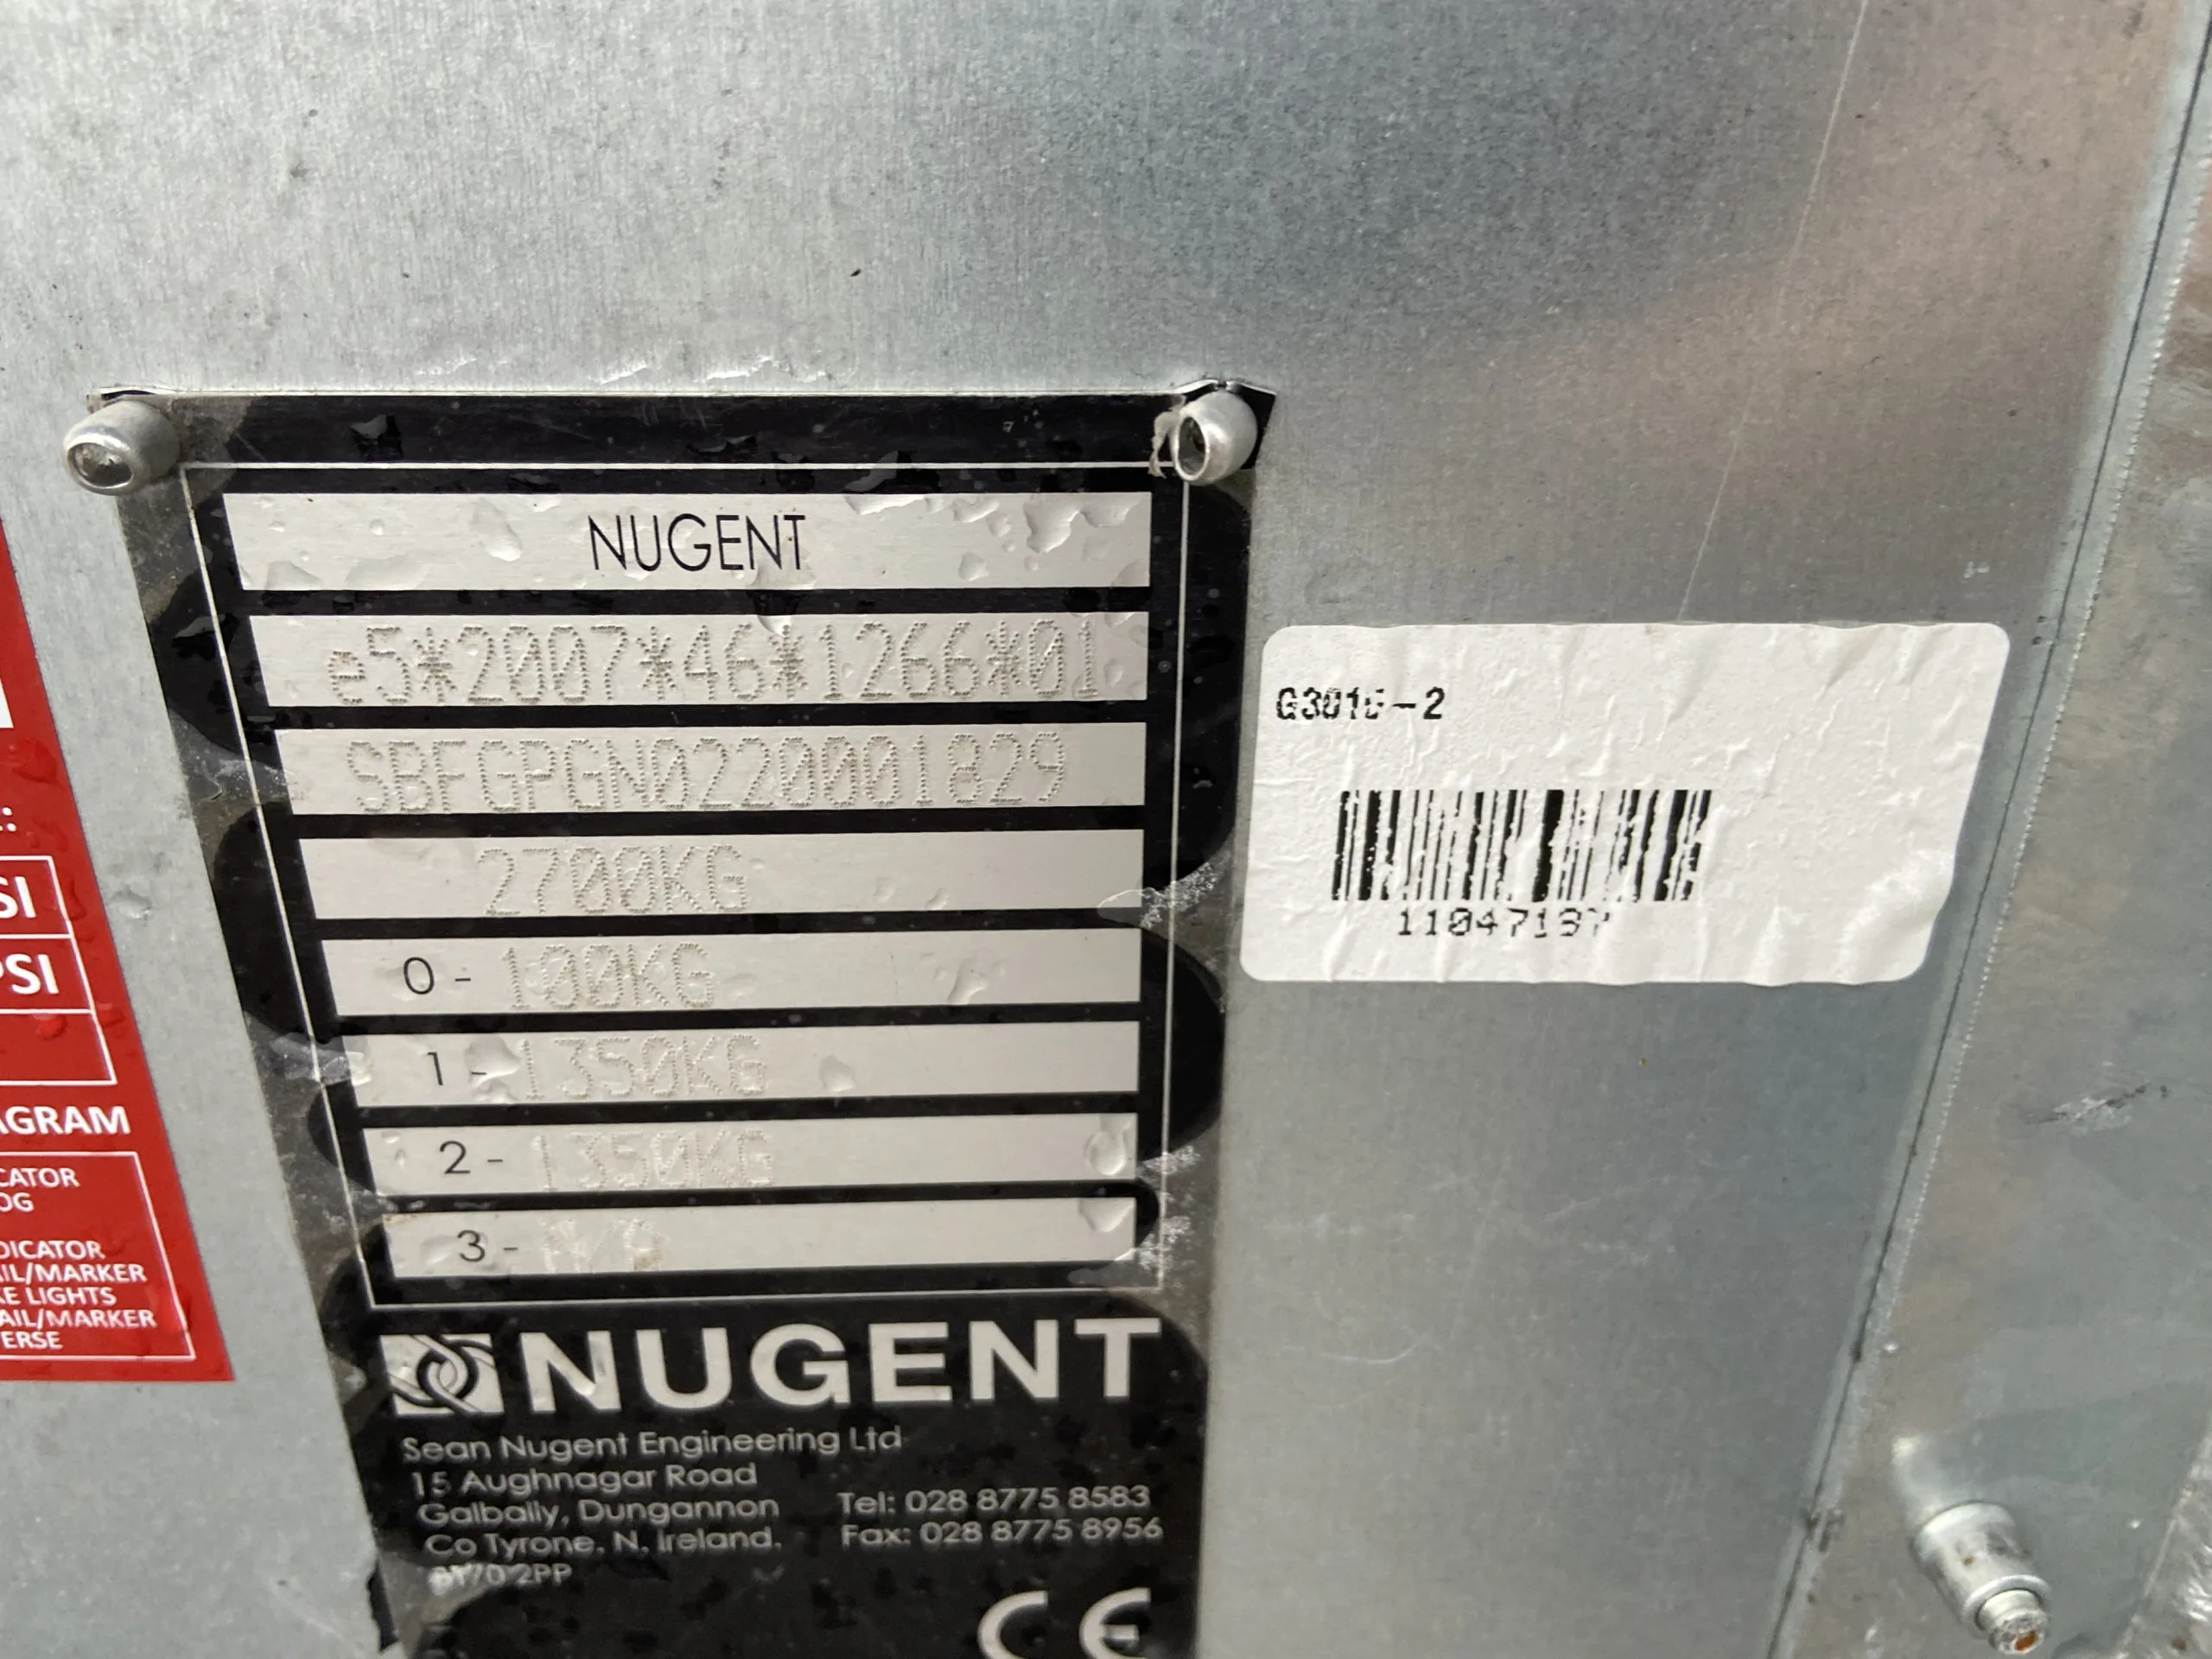 NUGENT
e5*2007*46*1266*01
SBFGPGN0220001829
2700KG
0 - 100KG
1 - 1350KG
2 - 1350KG
3 -
NUGENT
Sean Nugent Engineering Ltd
15 Aughnagar Road
Galbally, Dungannon
Co Tyrone, N. Ireland.
BT70 2PP
Tel: 028 8775 8583
Fax: 028 8775 8956
CE
SI
PSI
AGRAM
CATOR
OG
DICATOR
AIL/MARKER
KE LIGHTS
AIL/MARKER
ERSE